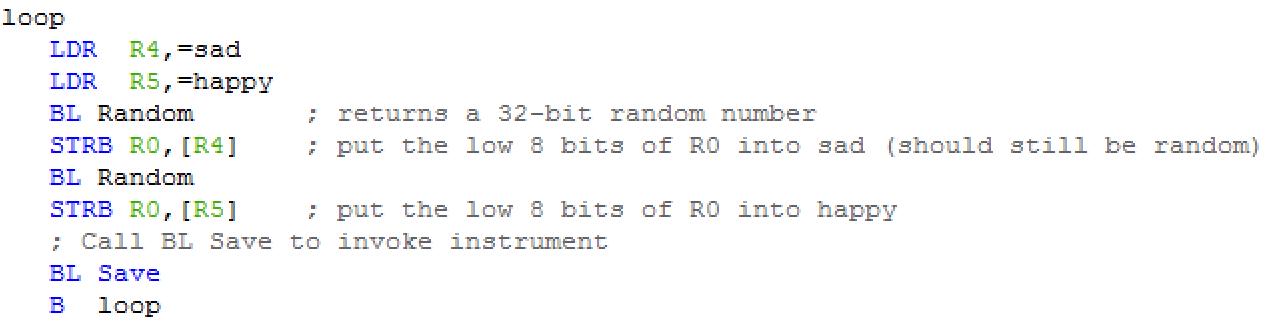 loop
LDR R4,=sad
LDR R5,=happy
BL Random ; returns a 32-bit random number
STRB R0,[R4] ; put the low 8 bits of R0 into sad (should still be random)
BL Random
STRB R0,[R5] ; put the low 8 bits of R0 into happy
; Call BL Save to invoke instrument
BL Save
B loop